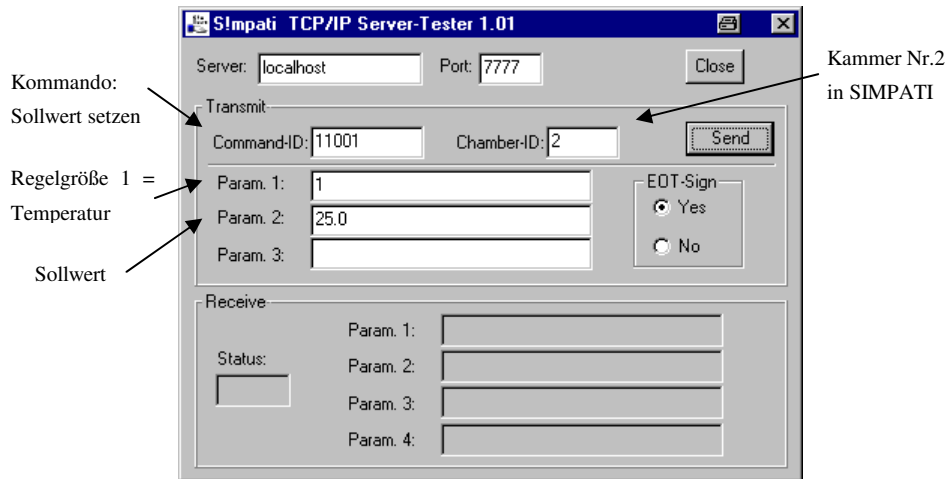 S!mpati TCP/IP Server-Tester 1.01
Server: localhost Port: 7777 Close
Kammer Nr.2
in SIMPATI
Kommando:
Sollwert setzen
Transmit
Command-ID: 11001 Chamber-ID: 2 Send
Regelgröße 1 =
Temperatur
Param. 1: 1
Param. 2: 25.0
Param. 3:
EOT-Sign
Yes
No
Sollwert
Receive
Status:
Param. 1:
Param. 2:
Param. 3:
Param. 4: